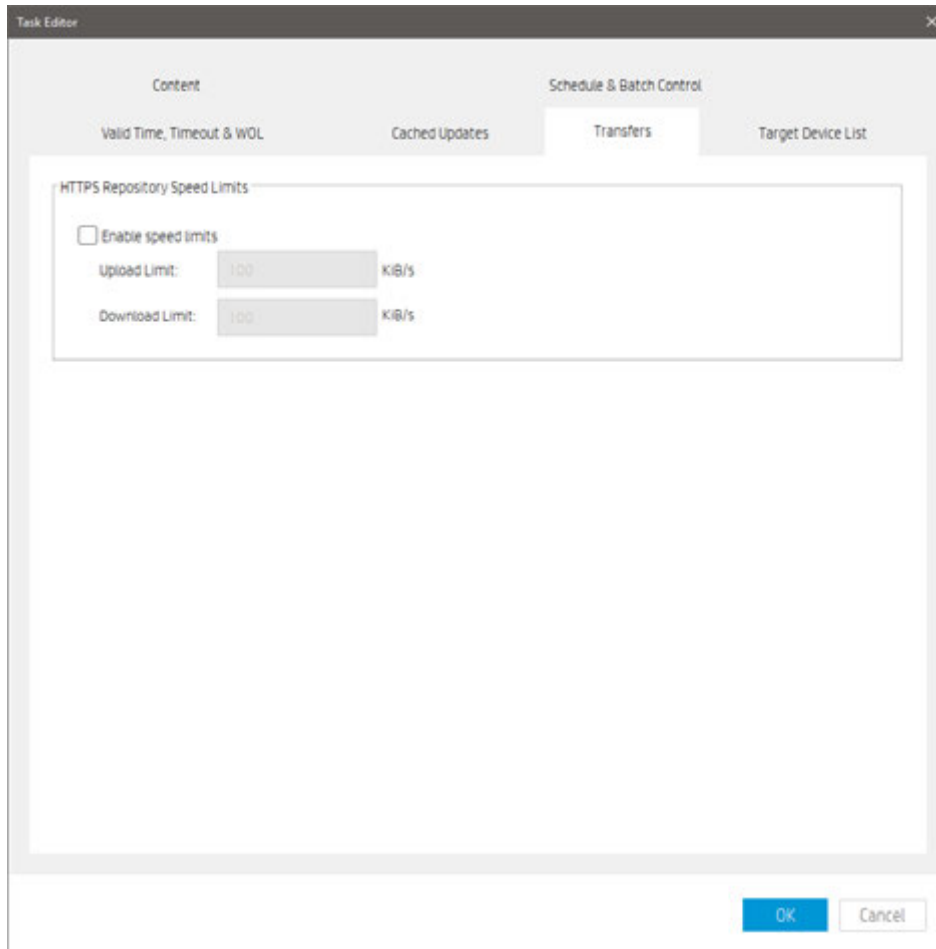 Task Editor
Content
Schedule & Batch Control
Valid Time, Timeout & WOL
Cached Updates
Transfers
Target Device List
HTTPS Repository Speed Limits
Enable speed limits
Upload Limit:
100
KiB/s
Download Limit:
100
KiB/s
OK
Cancel